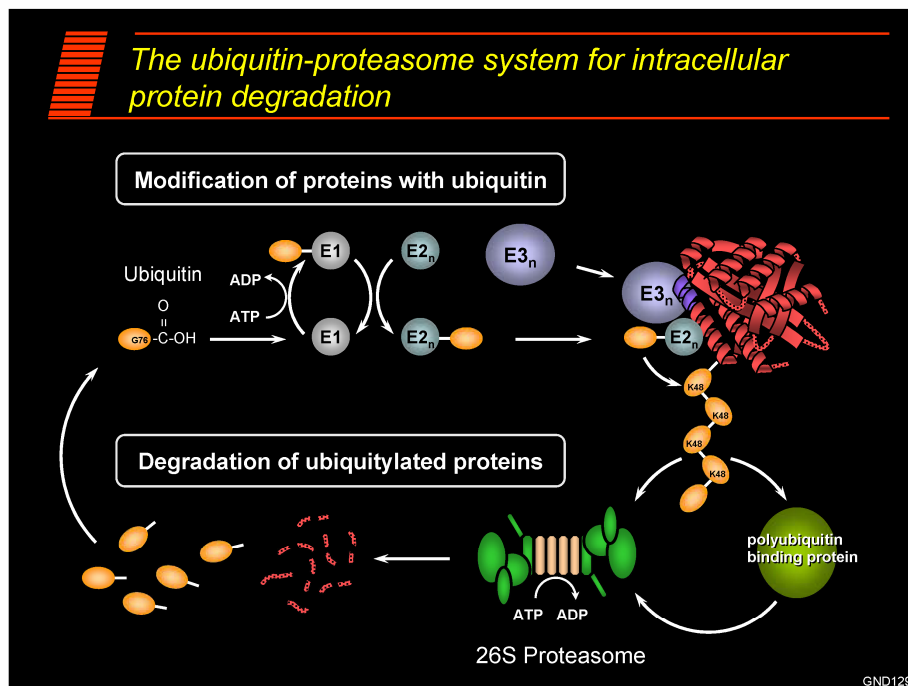 The ubiquitin-proteasome system for intracellular
protein degradation
Modification of proteins with ubiquitin
E1
E2n
E3n
Ubiquitin
ADP
ATP
O
G76
-C-OH
E1
E2n
E3n
E2n
K48
K48
K48
K48
Degradation of ubiquitylated proteins
polyubiquitin
binding protein
ATP
ADP
26S Proteasome
GND129